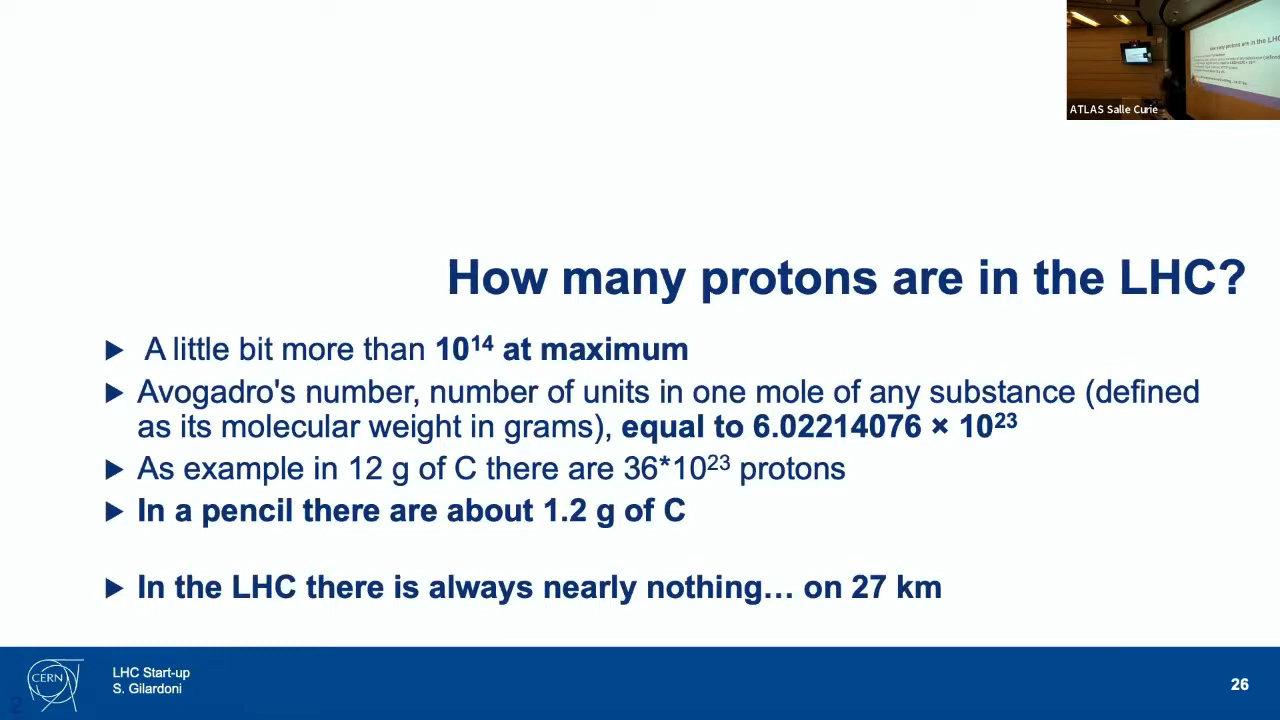 ATLAS Salle Curie
How many protons are in the LHC?
A little bit more than 10¹⁴ at maximum
Avogadro's number, number of units in one mole of any substance (defined
as its molecular weight in grams), equal to 6.02214076 × 10²³
As example in 12 g of C there are 36*10²³ protons
In a pencil there are about 1.2 g of C
In the LHC there is always nearly nothing… on 27 km
CERN
LHC Start-up
S. Gilardoni
26
2